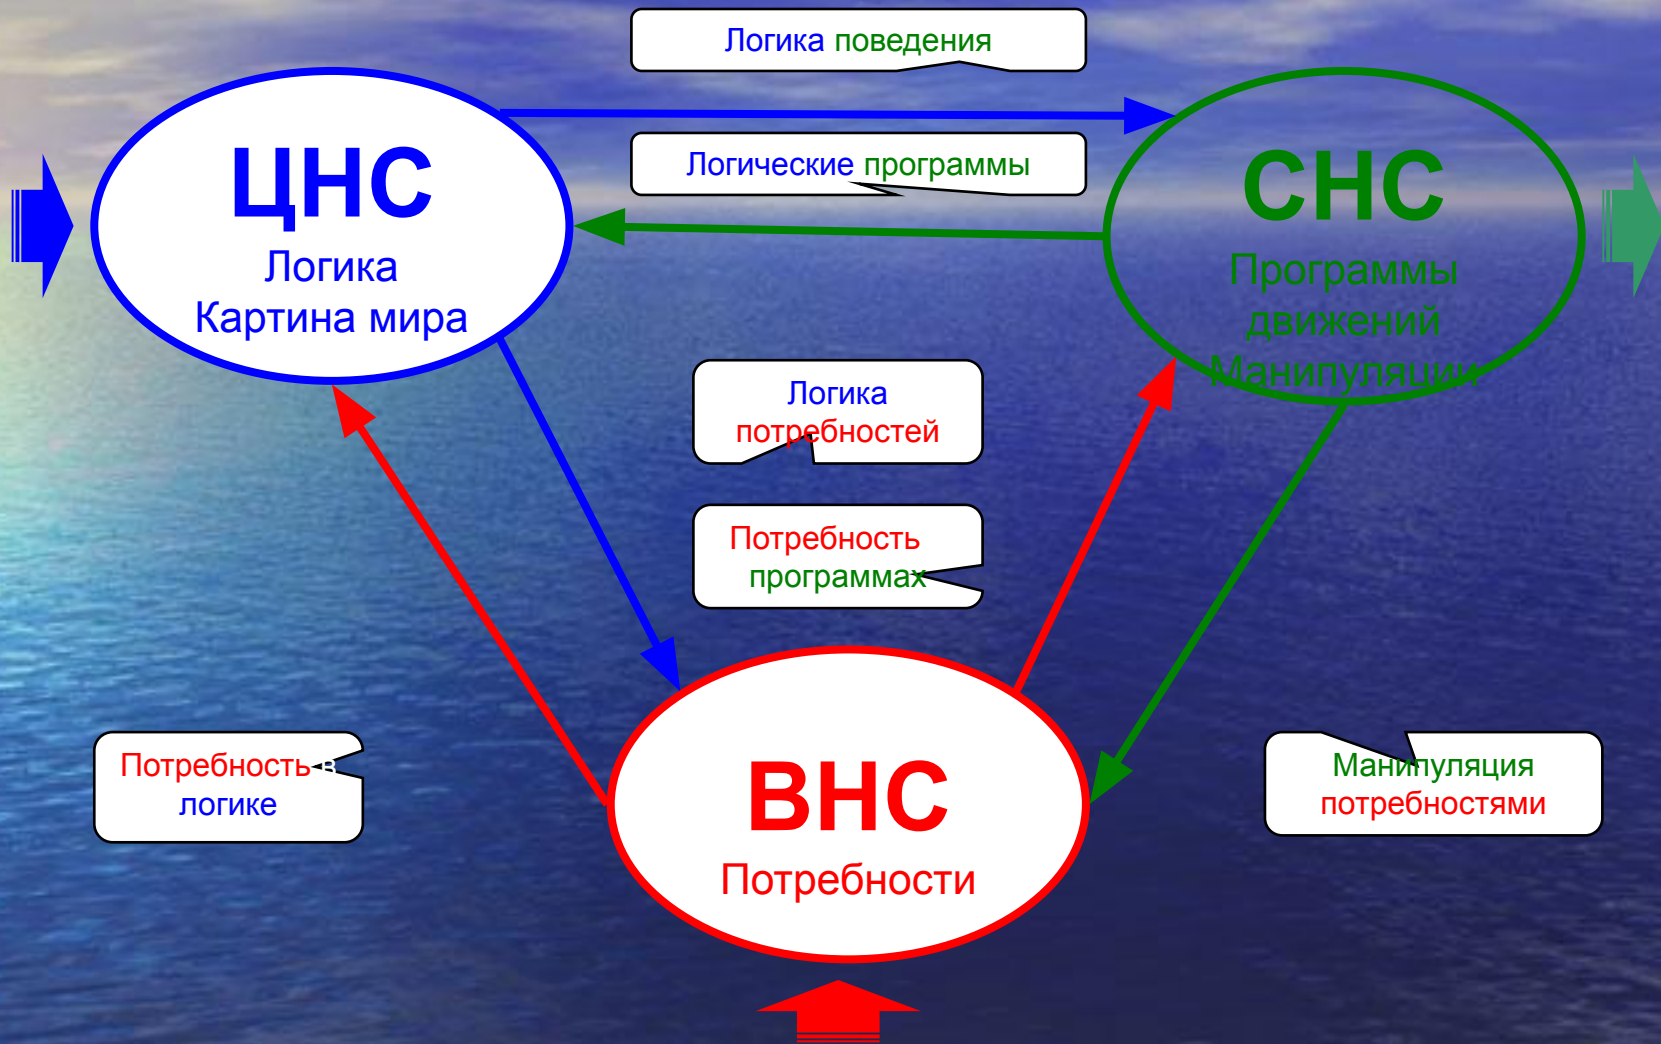 Логика поведения
ЦНС
Логика
Картина мира
Логические программы
СНС
Программы
движений
Манипуляции
Логика
потребностей
Потребность
программах
Потребность в
логике
ВНС
Потребности
Манипуляция
потребностями